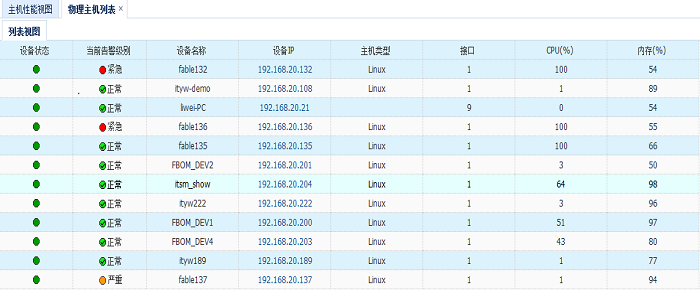 主机性能视图 物理主机列表 ×
列表视图
设备状态 当前告警级别 设备名称 设备IP 主机类型 接口 CPU(%) 内存(%)
紧急 fable132 192.168.20.132 Linux 1 100 54
正常 ityw-demo 192.168.20.108 Linux 1 1 89
正常 liwei-PC 192.168.20.21 9 0 54
紧急 fable136 192.168.20.136 Linux 1 100 55
正常 fable135 192.168.20.135 Linux 1 100 66
正常 FBOM_DEV2 192.168.20.201 Linux 1 3 50
正常 itsm_show 192.168.20.204 Linux 1 64 98
正常 ityw222 192.168.20.222 Linux 1 3 96
正常 FBOM_DEV1 192.168.20.200 Linux 1 51 97
正常 FBOM_DEV4 192.168.20.203 Linux 1 43 80
正常 ityw189 192.168.20.189 Linux 1 1 77
严重 fable137 192.168.20.137 Linux 1 1 94